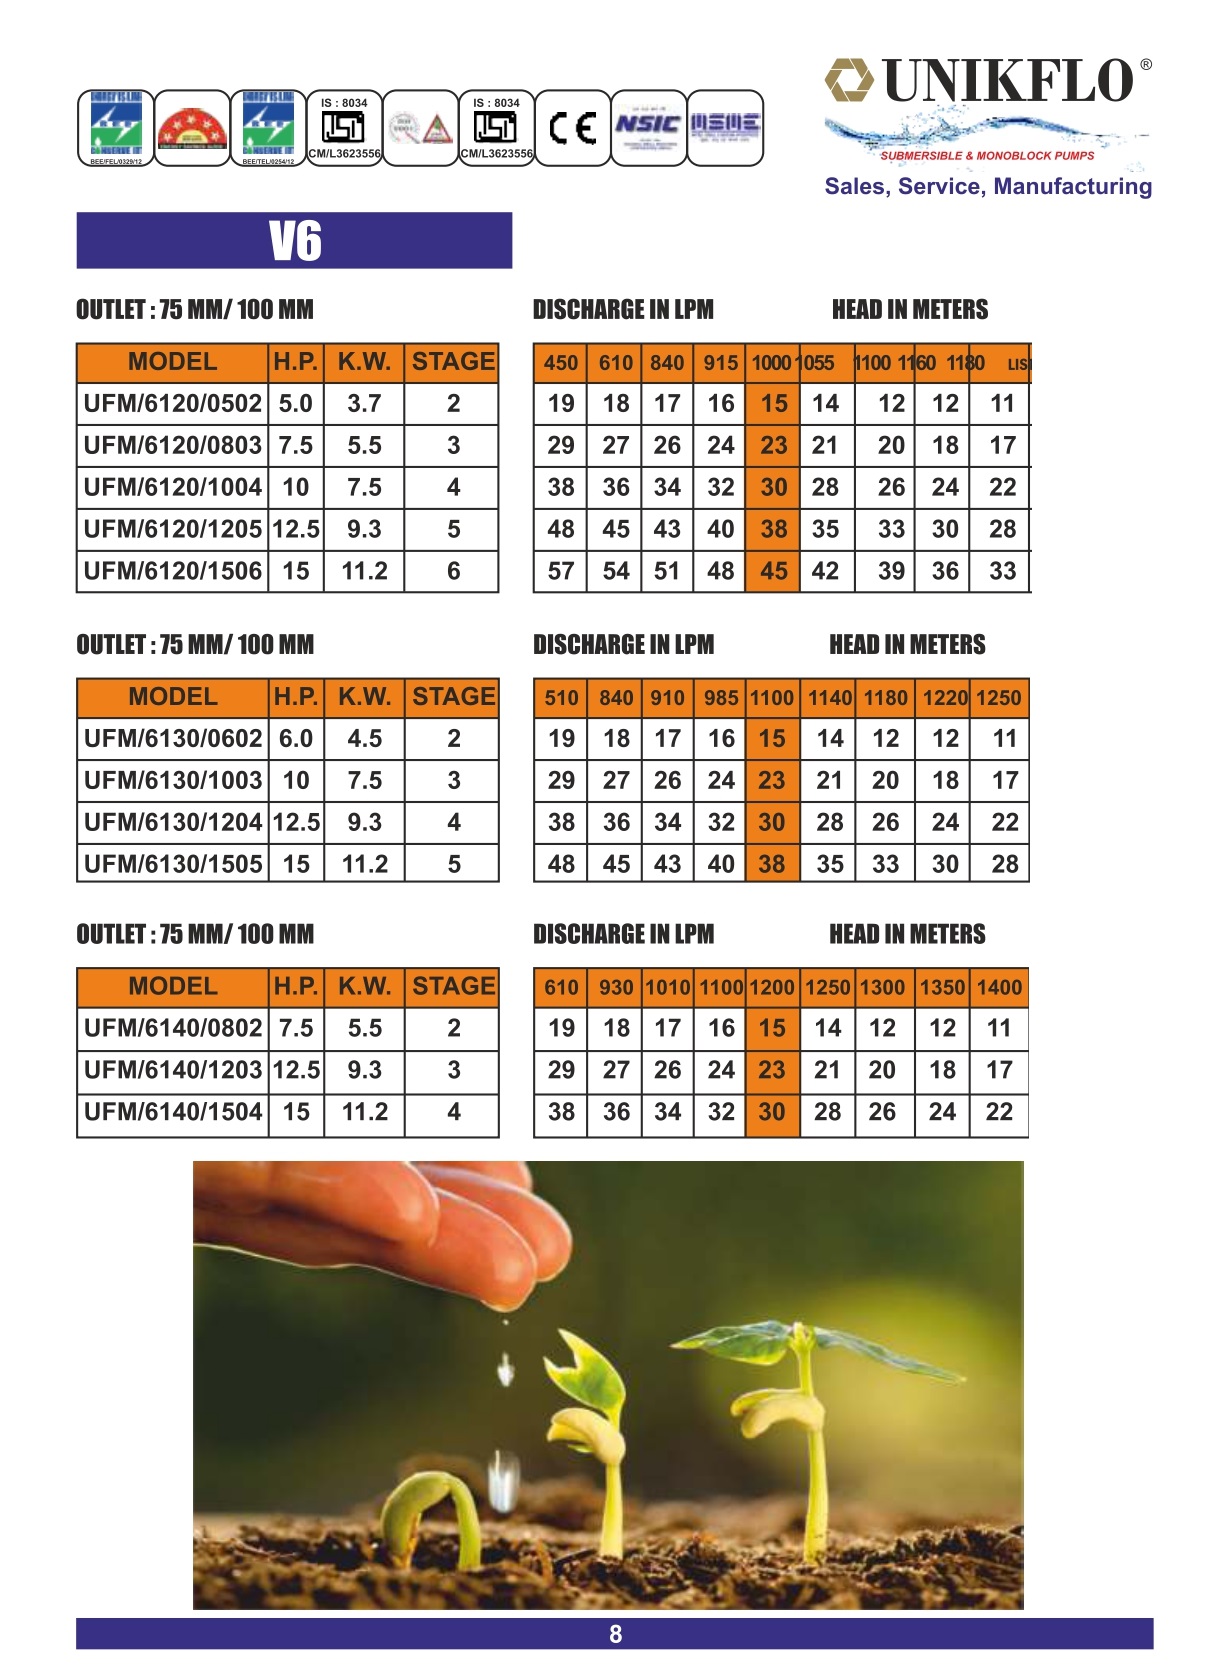 UNIKFLO ®
SUBMERSIBLE & MONOBLOCK PUMPS
Sales, Service, Manufacturing
BEE/FEL/0329/12
BEE/TEL/0254/12
IS : 8034
CM/L3623556
IS : 8034
CM/L3623556
CE
NSIC
MSME
V6
OUTLET : 75 MM/ 100 MM DISCHARGE IN LPM HEAD IN METERS
MODEL H.P. K.W. STAGE 450 610 840 915 1000 1055 1100 1160 1180
UFM/6120/0502 5.0 3.7 2 19 18 17 16 15 14 12 12 11
UFM/6120/0803 7.5 5.5 3 29 27 26 24 23 21 20 18 17
UFM/6120/1004 10 7.5 4 38 36 34 32 30 28 26 24 22
UFM/6120/1205 12.5 9.3 5 48 45 43 40 38 35 33 30 28
UFM/6120/1506 15 11.2 6 57 54 51 48 45 42 39 36 33
OUTLET : 75 MM/ 100 MM DISCHARGE IN LPM HEAD IN METERS
MODEL H.P. K.W. STAGE 510 840 910 985 1100 1140 1180 1220 1250
UFM/6130/0602 6.0 4.5 2 19 18 17 16 15 14 12 12 11
UFM/6130/1003 10 7.5 3 29 27 26 24 23 21 20 18 17
UFM/6130/1204 12.5 9.3 4 38 36 34 32 30 28 26 24 22
UFM/6130/1505 15 11.2 5 48 45 43 40 38 35 33 30 28
OUTLET : 75 MM/ 100 MM DISCHARGE IN LPM HEAD IN METERS
MODEL H.P. K.W. STAGE 610 930 1010 1100 1200 1250 1300 1350 1400
UFM/6140/0802 7.5 5.5 2 19 18 17 16 15 14 12 12 11
UFM/6140/1203 12.5 9.3 3 29 27 26 24 23 21 20 18 17
UFM/6140/1504 15 11.2 4 38 36 34 32 30 28 26 24 22
8